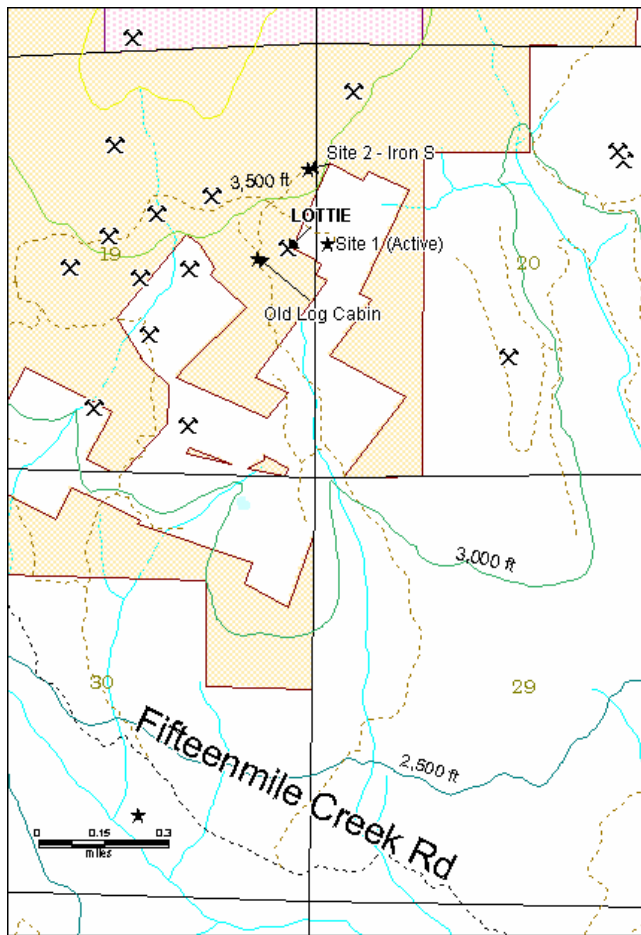 Site 2 - Iron S
3,500 ft
LOTTIE
Site 1 (Active)
19
20
Old Log Cabin
3,000 ft
30
29
Fifteenmile Creek Rd
2,500 ft
0 0.15 0.3
miles